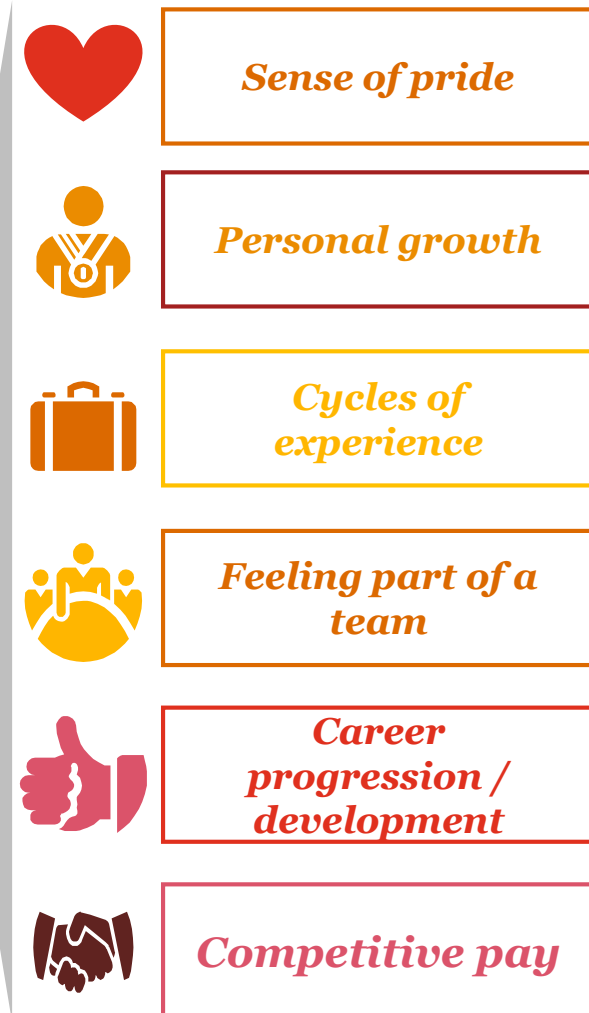 Sense of pride
Personal growth
Cycles of
experience
Feeling part of a
team
Career
progression /
development
Competitive pay